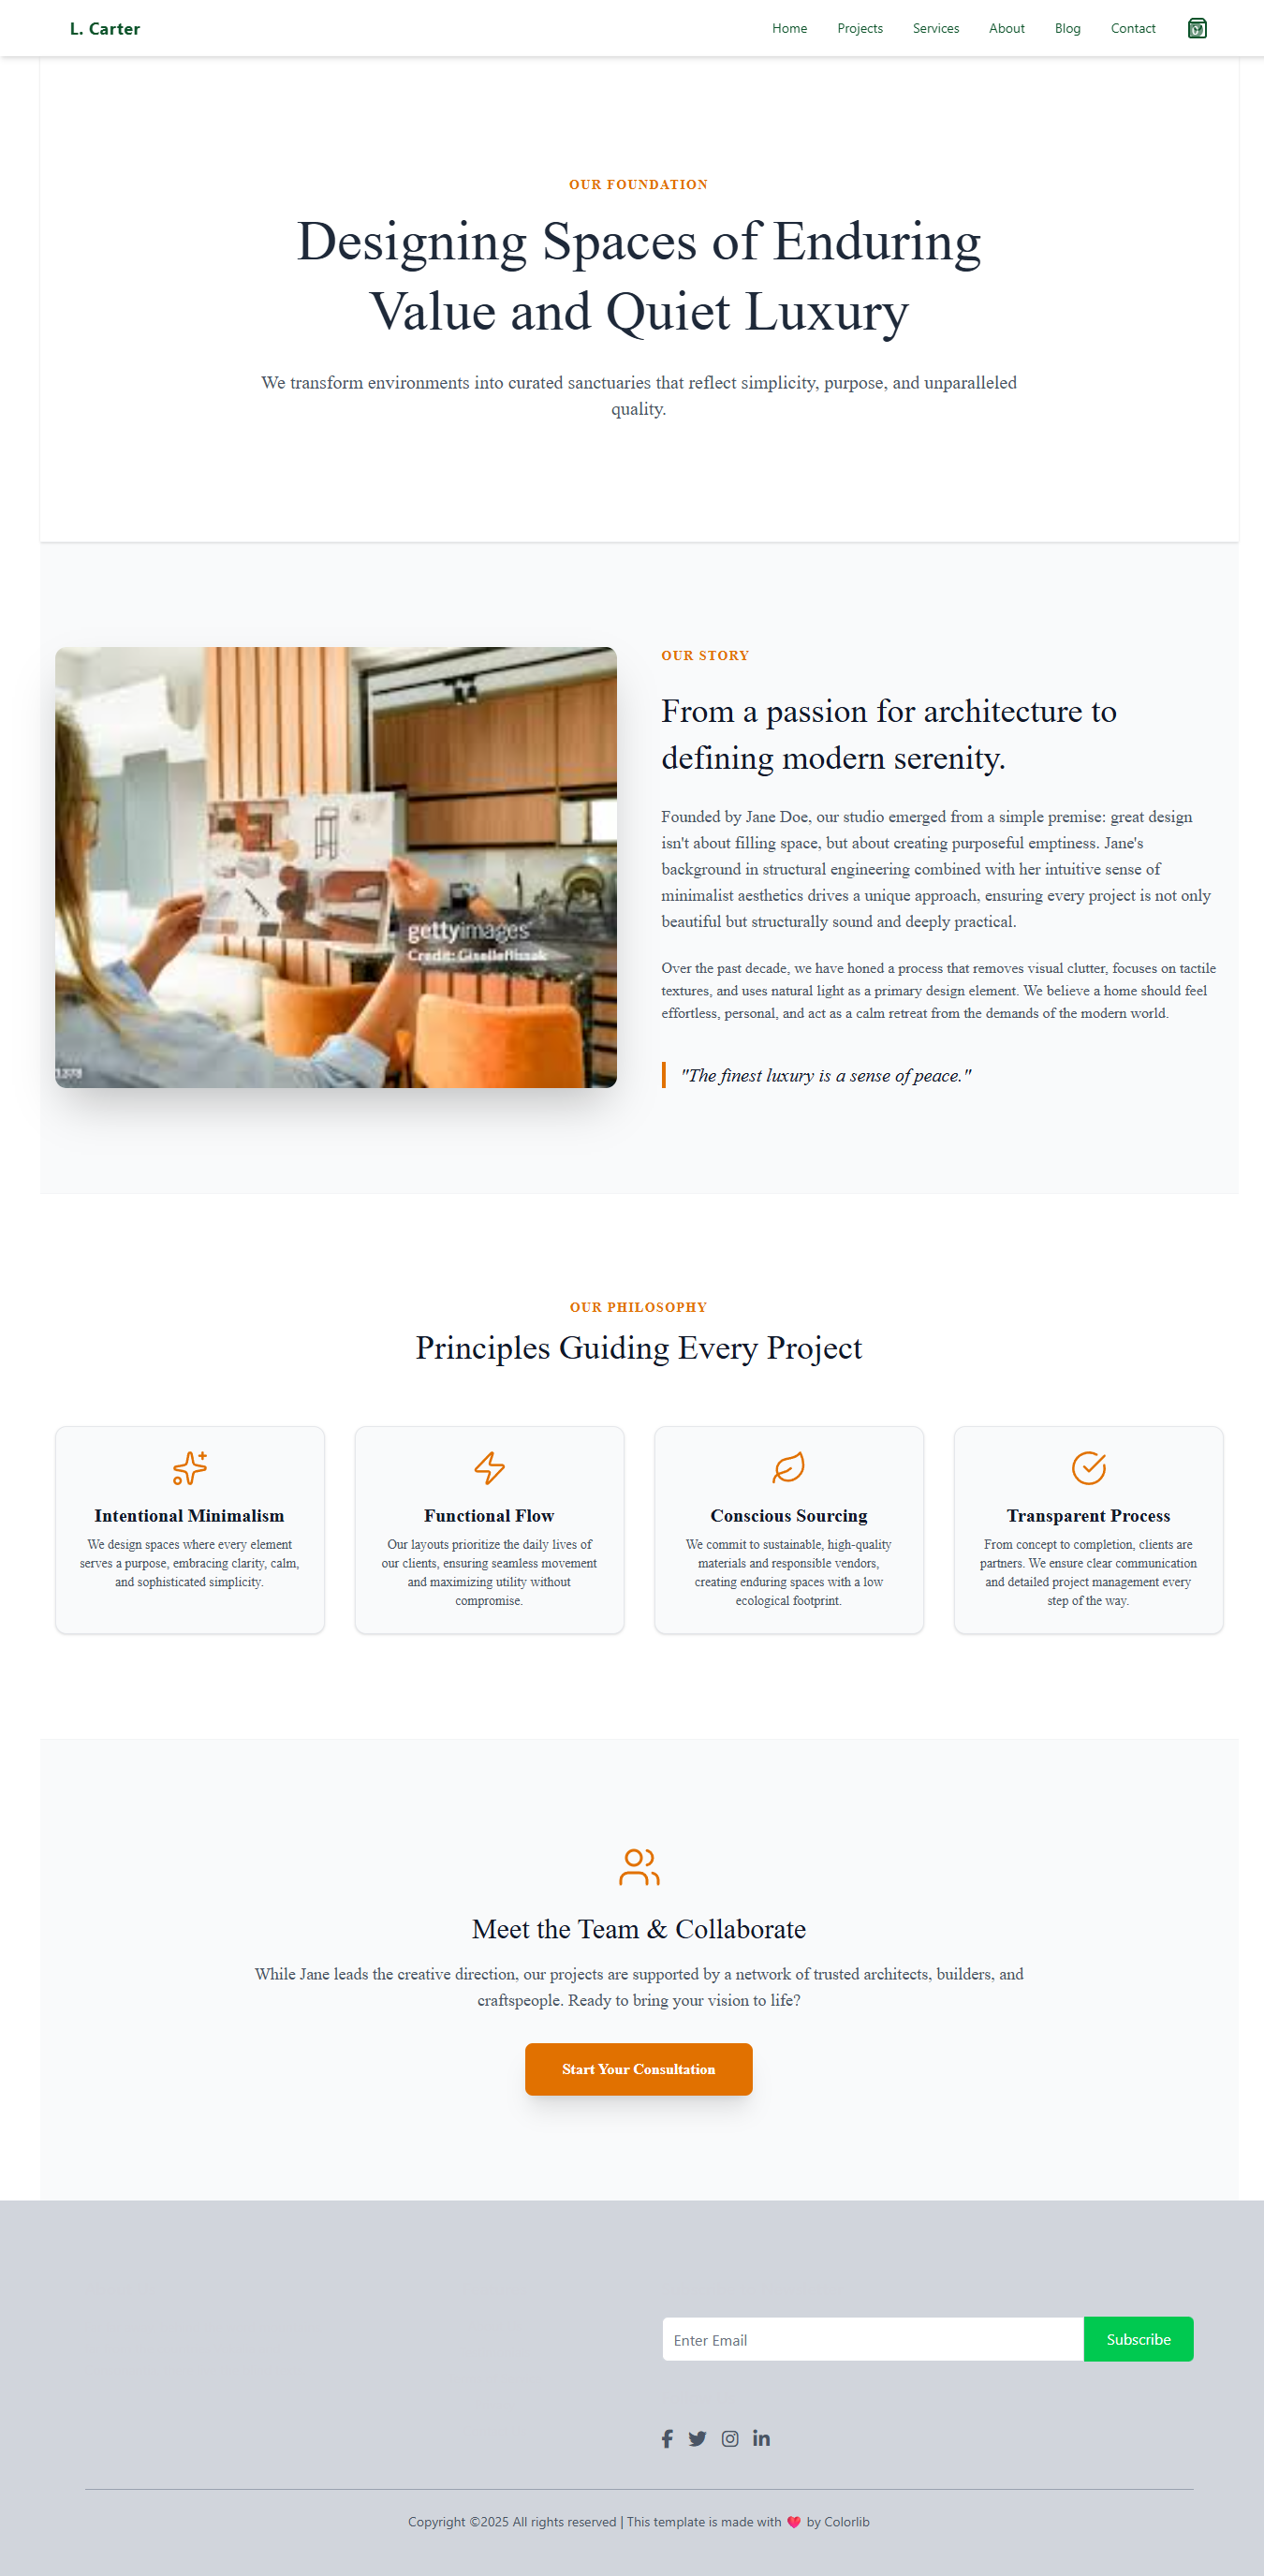 L. Carter
Home Projects Services About Blog Contact
OUR FOUNDATION
Designing Spaces of Enduring
Value and Quiet Luxury
We transform environments into curated sanctuaries that reflect simplicity, purpose, and unparalleled
quality.
gettyimages
Credit: Giselleflissak
1373
OUR STORY
From a passion for architecture to
defining modern serenity.
Founded by Jane Doe, our studio emerged from a simple premise: great design
isn't about filling space, but about creating purposeful emptiness. Jane's
background in structural engineering combined with her intuitive sense of
minimalist aesthetics drives a unique approach, ensuring every project is not only
beautiful but structurally sound and deeply practical.
Over the past decade, we have honed a process that removes visual clutter, focuses on tactile
textures, and uses natural light as a primary design element. We believe a home should feel
effortless, personal, and act as a calm retreat from the demands of the modern world.
"The finest luxury is a sense of peace."
OUR PHILOSOPHY
Principles Guiding Every Project
Intentional Minimalism
We design spaces where every element
serves a purpose, embracing clarity, calm,
and sophisticated simplicity.
Functional Flow
Our layouts prioritize the daily lives of
our clients, ensuring seamless movement
and maximizing utility without
compromise.
Conscious Sourcing
We commit to sustainable, high-quality
materials and responsible vendors,
creating enduring spaces with a low
ecological footprint.
Transparent Process
From concept to completion, clients are
partners. We ensure clear communication
and detailed project management every
step of the way.
Meet the Team & Collaborate
While Jane leads the creative direction, our projects are supported by a network of trusted architects, builders, and
craftspeople. Ready to bring your vision to life?
Start Your Consultation
Enter Email
Subscribe
Copyright ©2025 All rights reserved | This template is made with ❤️ by Colorlib